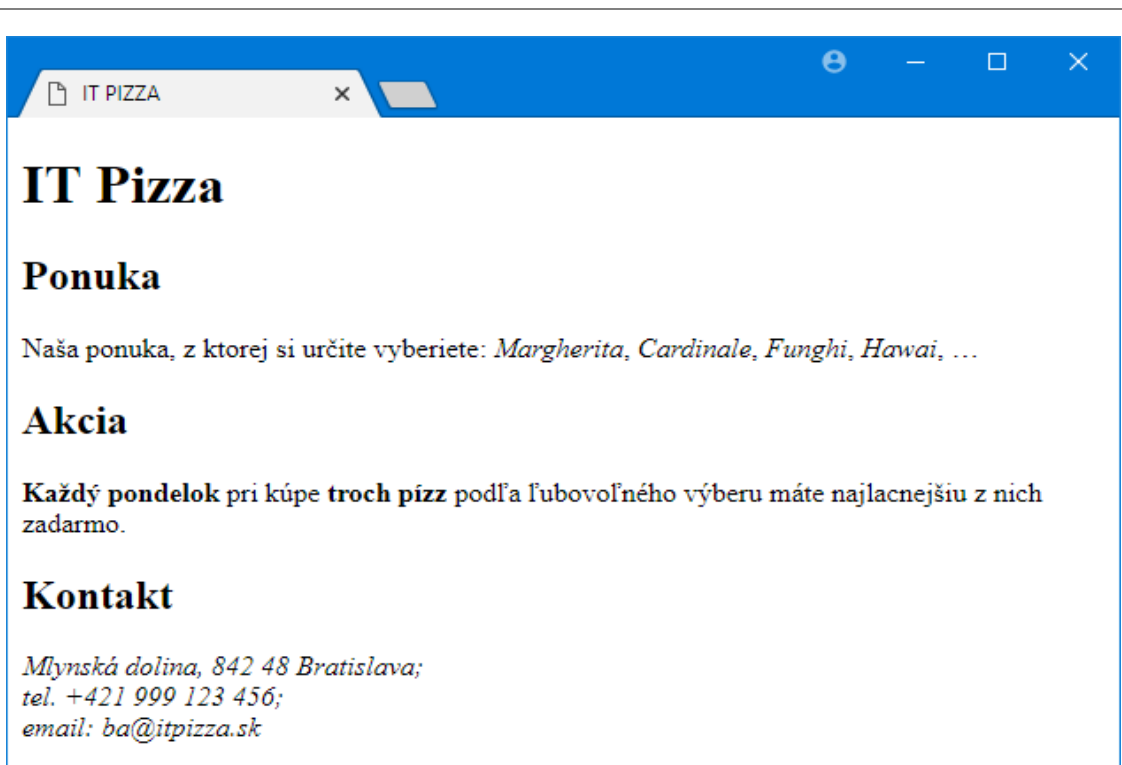 IT PIZZA
IT Pizza
Ponuka
Naša ponuka, z ktorej si určite vyberiete: Margherita, Cardinale, Funghi, Hawai, …
Akcia
Každý pondelok pri kúpe troch pízz podľa ľubovoľného výberu máte najlacnejšiu z nich
zadarmo.
Kontakt
Mlynská dolina, 842 48 Bratislava;
tel. +421 999 123 456;
email: ba@itpizza.sk